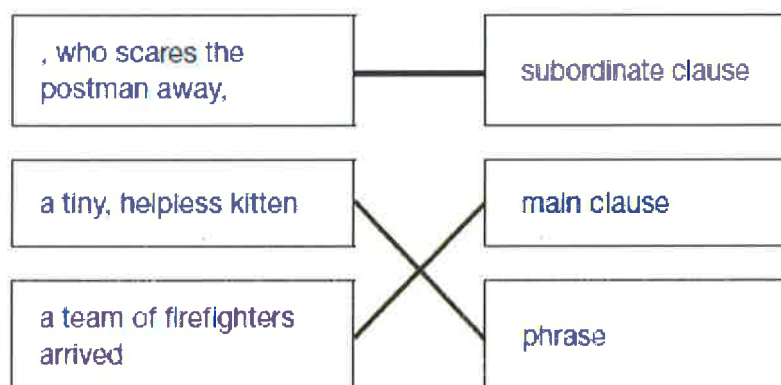 , who scares the
postman away,
subordinate clause
a tiny, helpless kitten
main clause
a team of firefighters
arrived
phrase